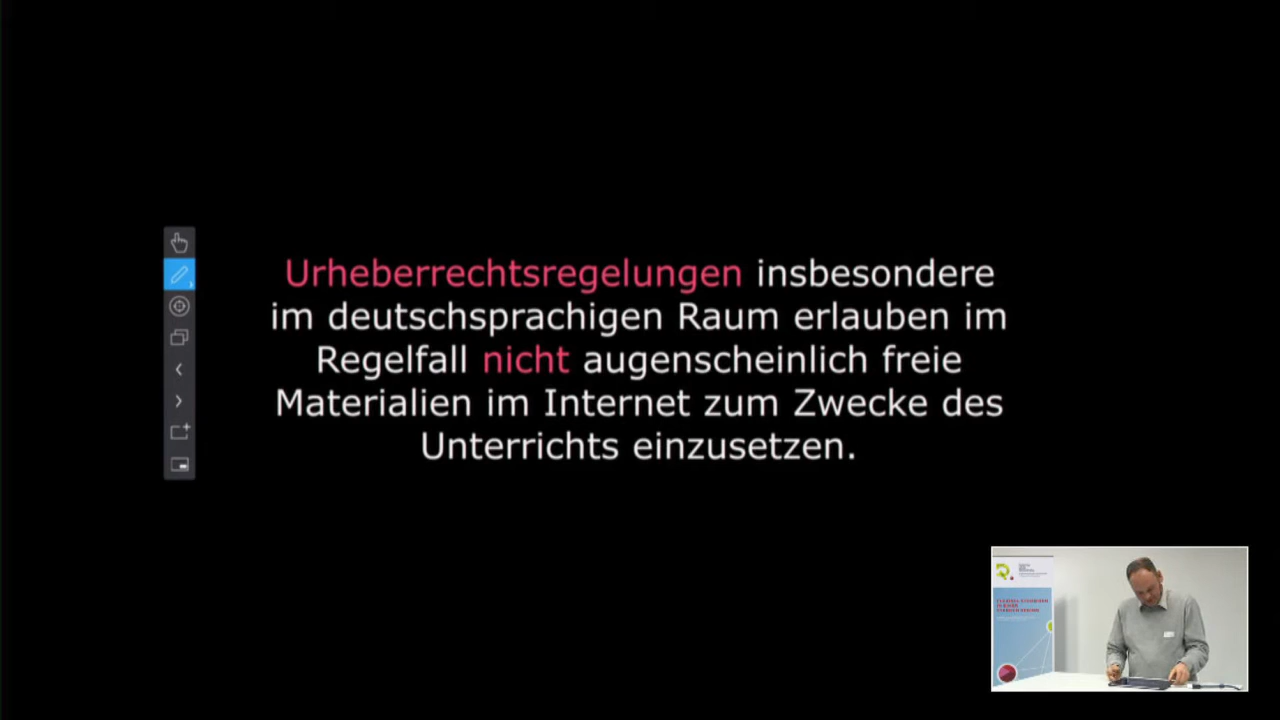 Urheberrechtsregelungen insbesondere
im deutschsprachigen Raum erlauben im
Regelfall nicht augenscheinlich freie
Materialien im Internet zum Zwecke des
Unterrichts einzusetzen.